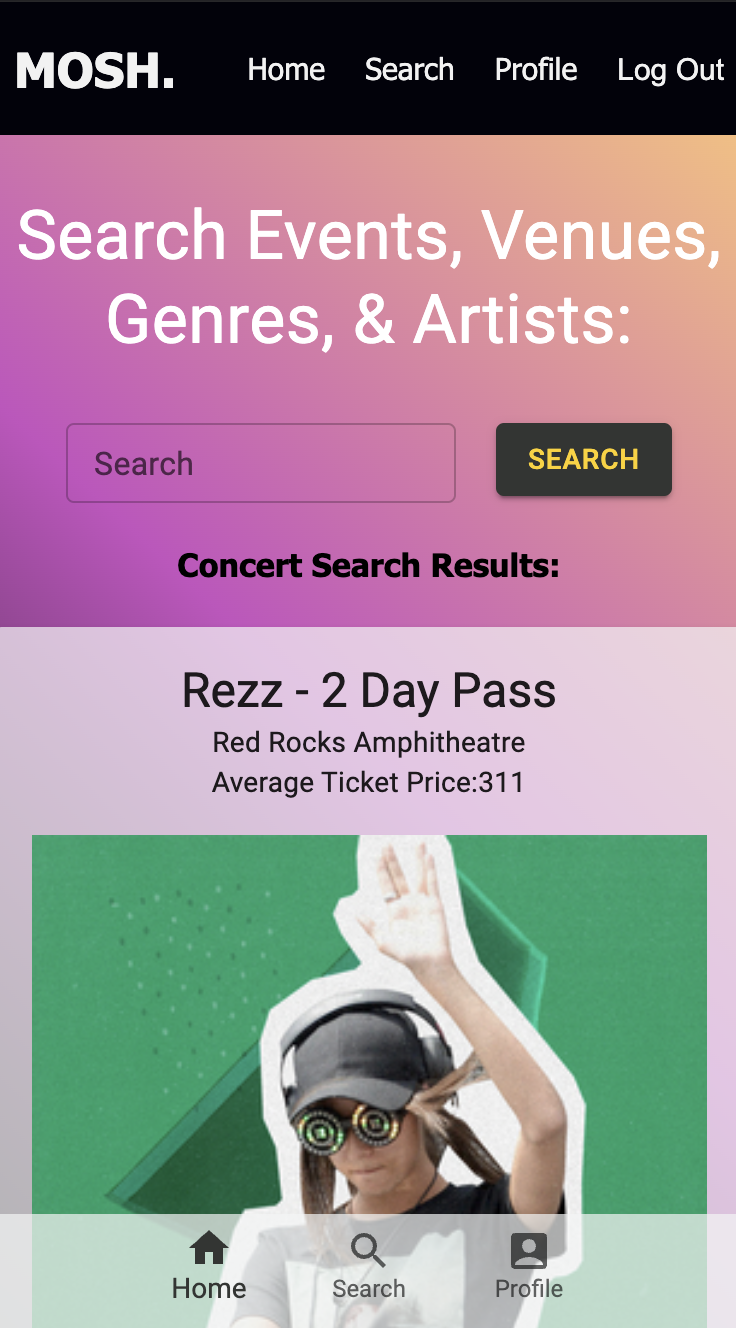 MOSH. Home Search Profile Log Out
Search Events, Venues,
Genres, & Artists:
Search SEARCH
Concert Search Results:
Rezz - 2 Day Pass
Red Rocks Amphitheatre
Average Ticket Price:311
Home Search Profile